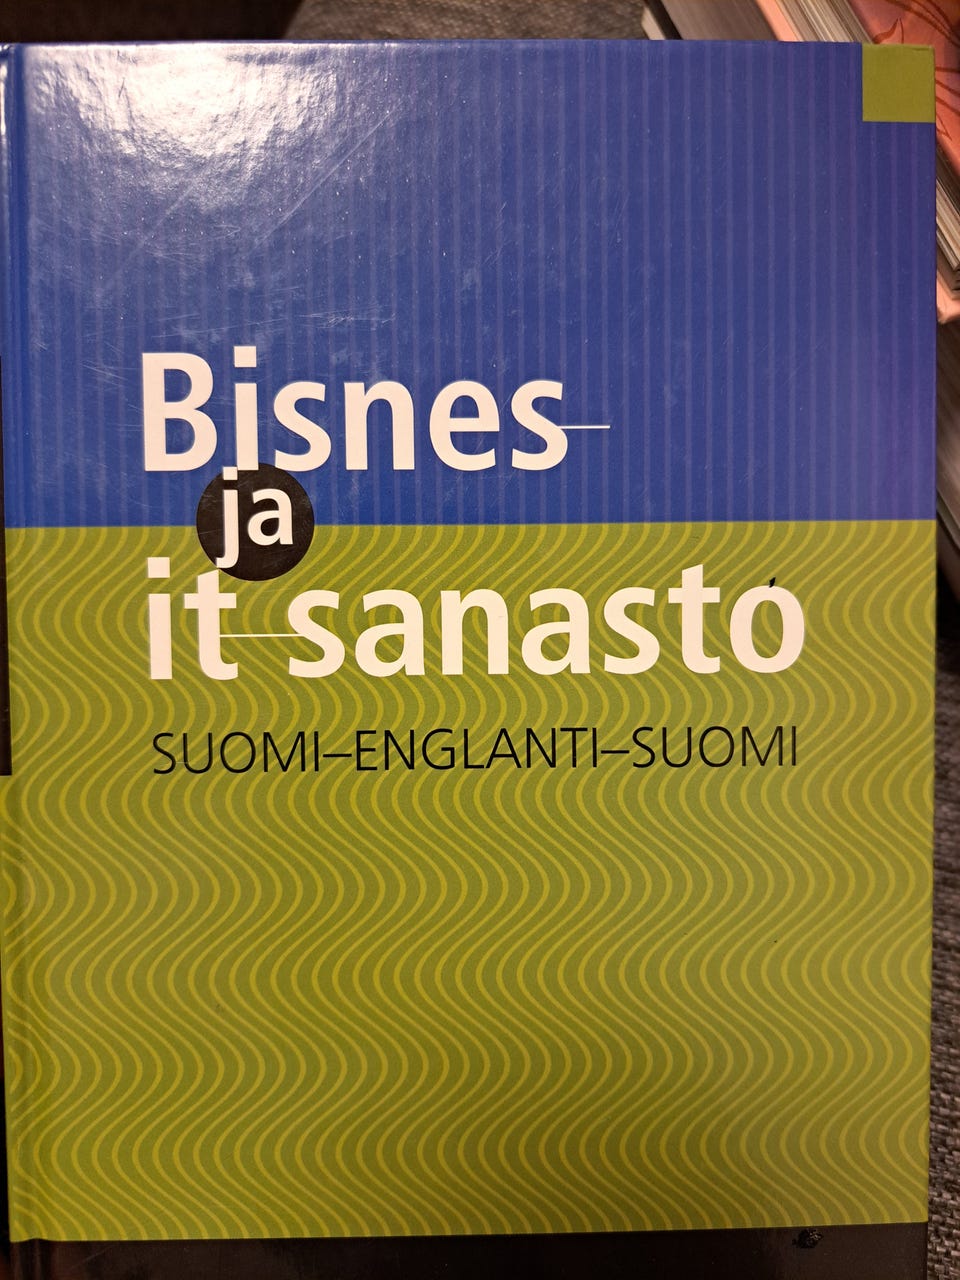 Bisnes-
ja
it-sanasto
SUOMI–ENGLANTI–SUOMI